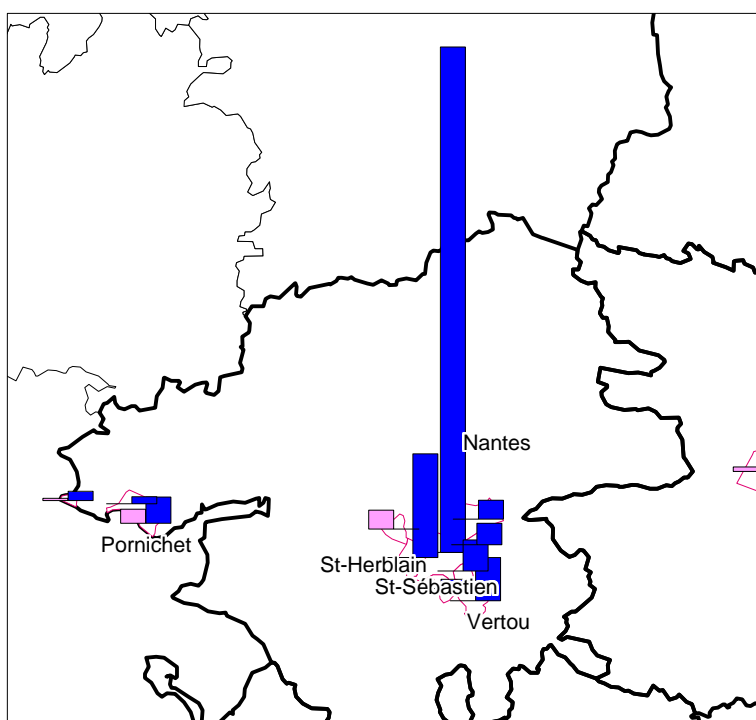 Nantes
Pornichet
St-Herblain
St-Sébastien
Vertou